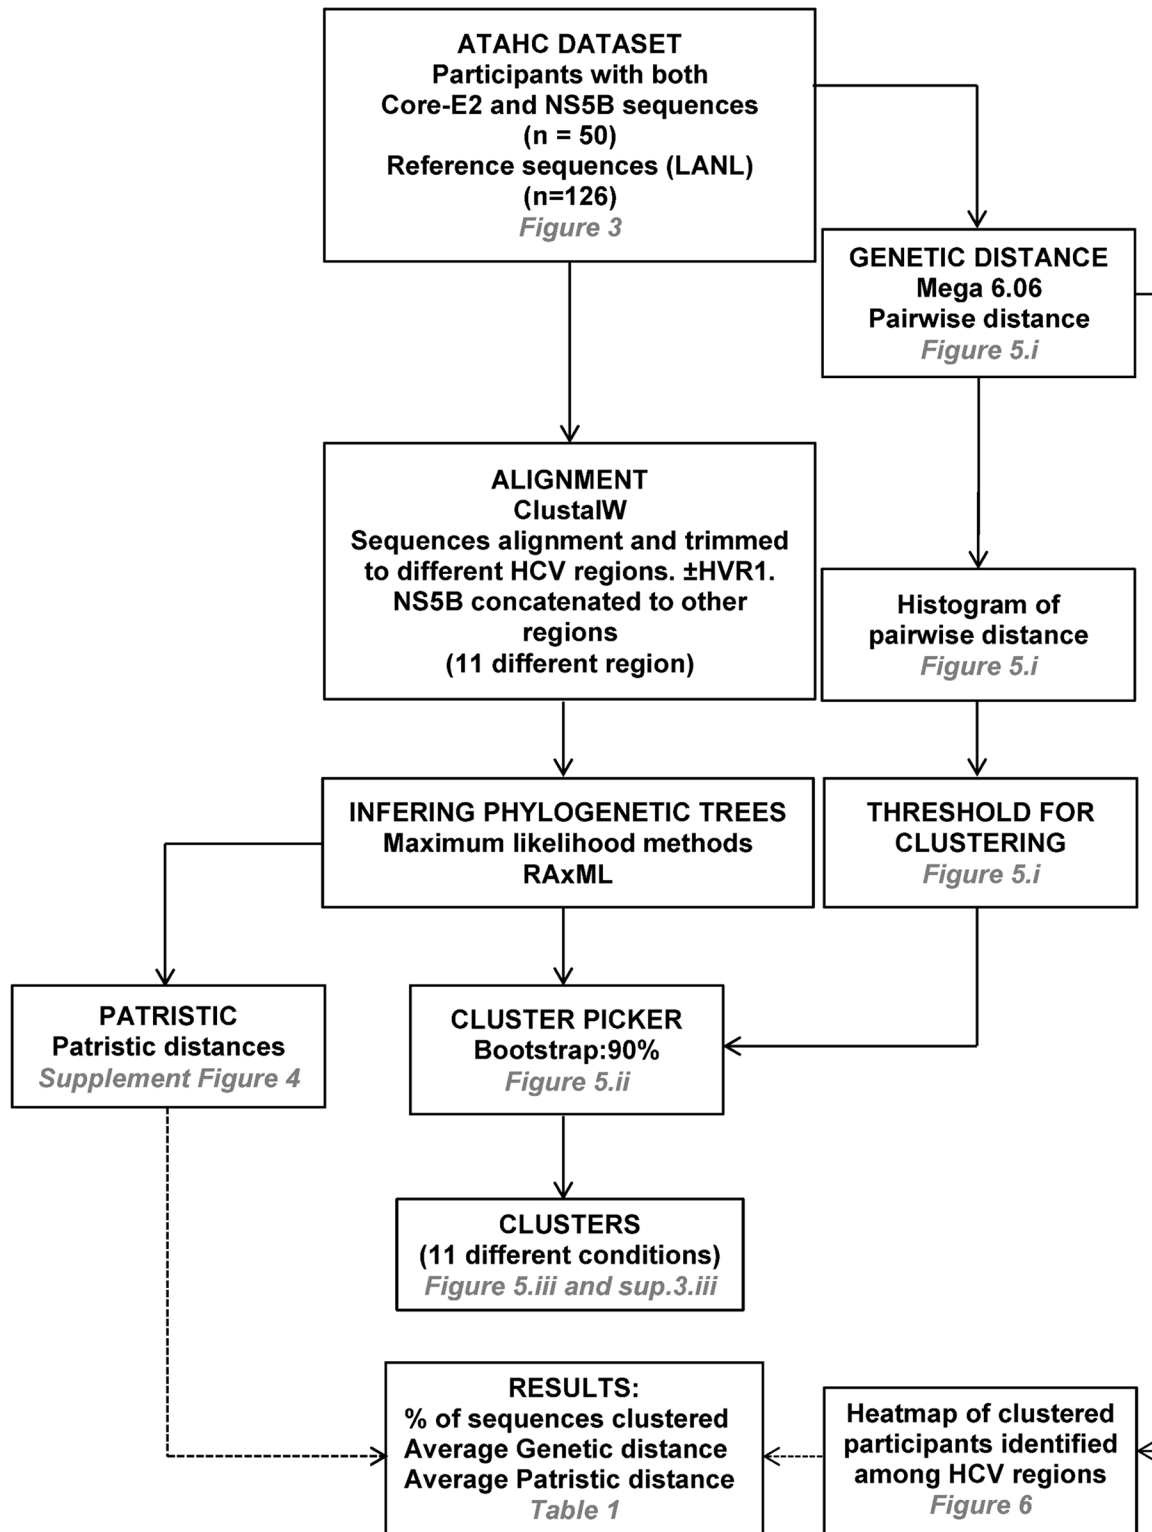 ATAHC DATASET
Participants with both
Core-E2 and NS5B sequences
(n = 50)
Reference sequences (LANL)
(n=126)
Figure 3
GENETIC DISTANCE
Mega 6.06
Pairwise distance
Figure 5.i
ALIGNMENT
ClustalW
Sequences alignment and trimmed
to different HCV regions. ±HVR1.
NS5B concatenated to other
regions
(11 different region)
Histogram of
pairwise distance
Figure 5.i
INFERING PHYLOGENETIC TREES
Maximum likelihood methods
RAxML
THRESHOLD FOR
CLUSTERING
Figure 5.i
PATRISTIC
Patristic distances
Supplement Figure 4
CLUSTER PICKER
Bootstrap:90%
Figure 5.ii
CLUSTERS
(11 different conditions)
Figure 5.iii and sup.3.iii
RESULTS:
% of sequences clustered
Average Genetic distance
Average Patristic distance
Table 1
Heatmap of clustered
participants identified
among HCV regions
Figure 6